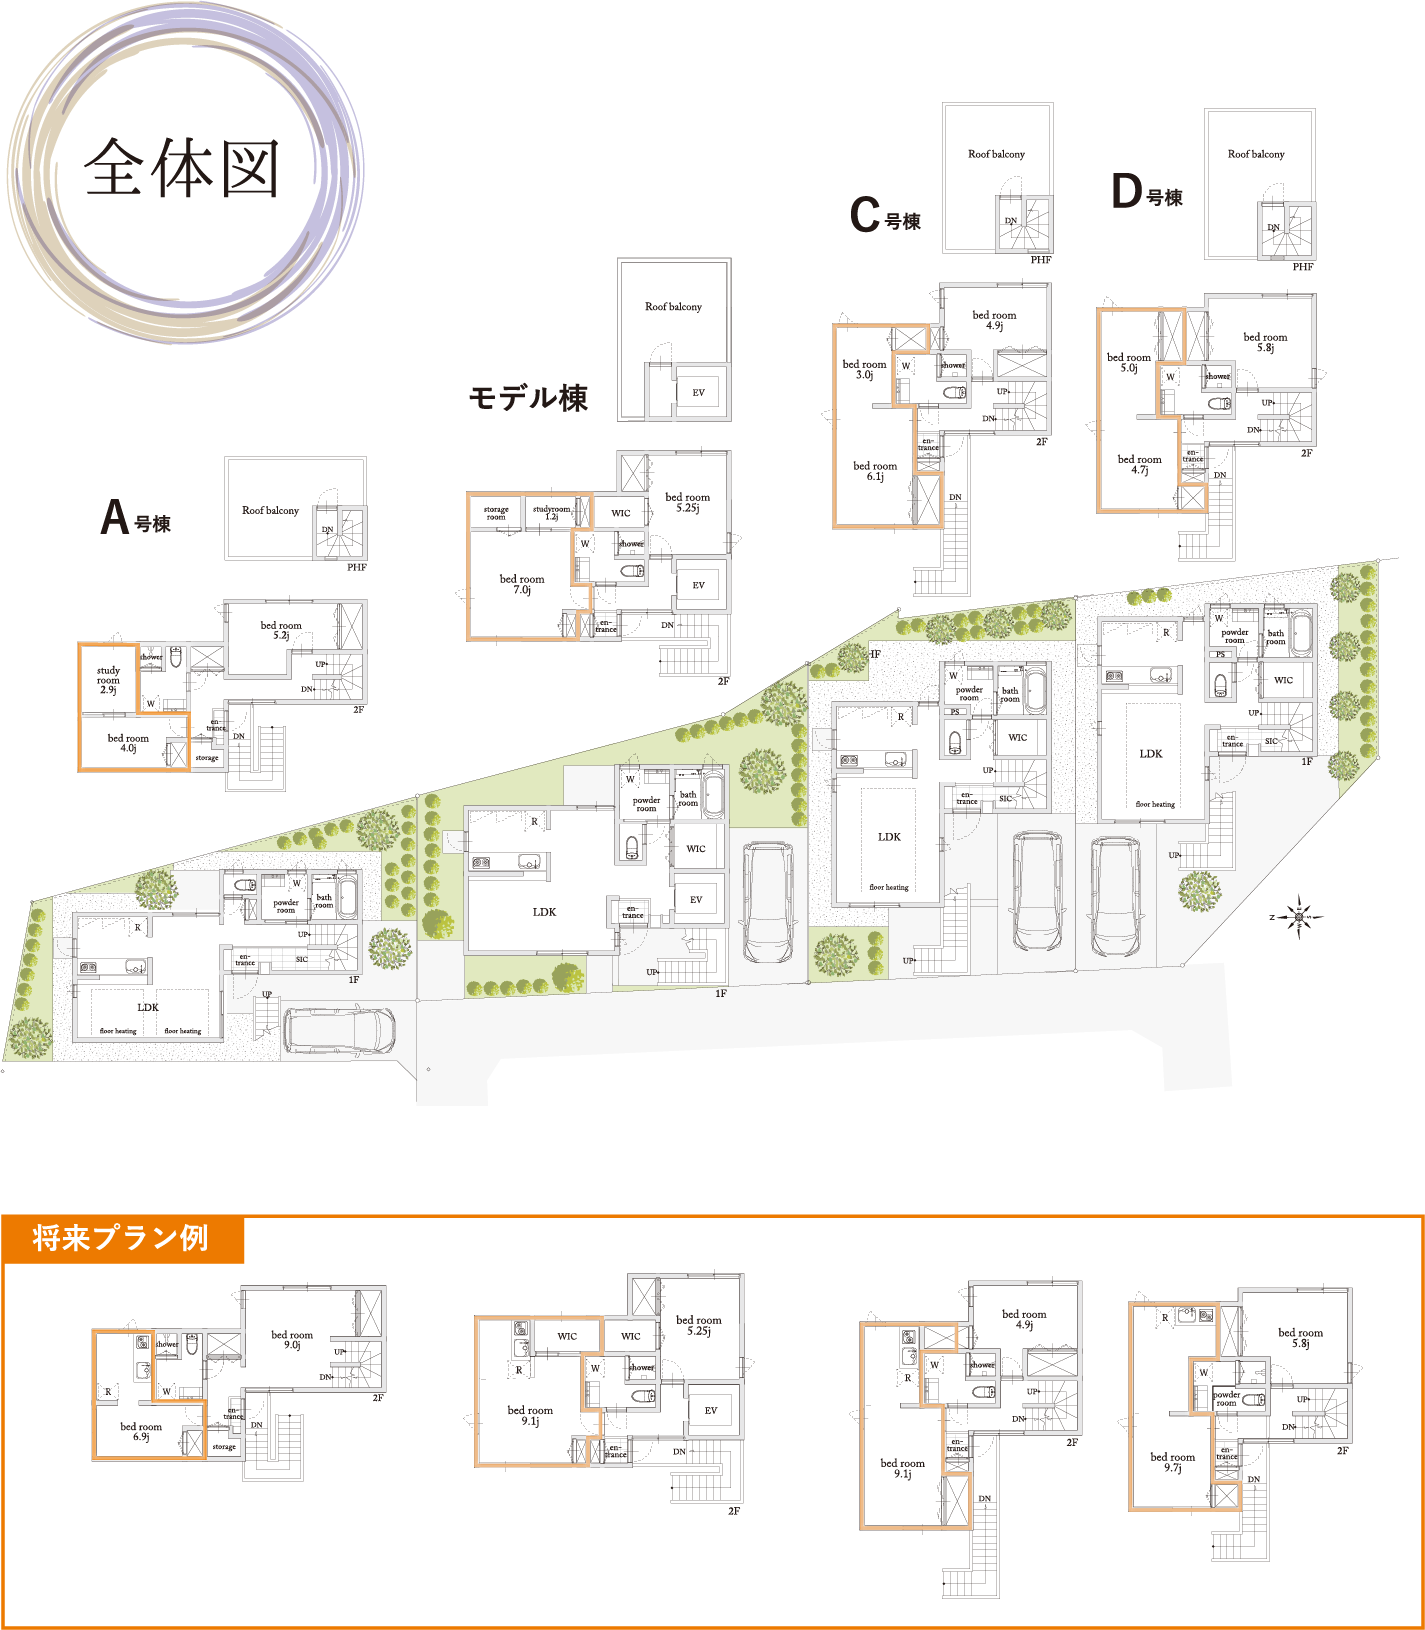 全体図
A号棟
Roof balcony
DN
PHF
bed room
5.2j
shower
study
room
2.9j
W
UP
DN
2F
en-
trance
bed room
4.0j
DN
storage
モデル棟
Roof balcony
EV
bed room
5.25j
storage
room
studyroom
1.2j
WIC
W
shower
bed room
7.0j
EV
en-
trance
DN
2F
C号棟
Roof balcony
DN
PHF
bed room
4.9j
bed room
3.0j
W
shower
UP
DN
2F
en-
trance
bed room
6.1j
DN
D号棟
Roof balcony
DN
PHF
bed room
5.8j
bed room
5.0j
W
shower
UP
DN
2F
en-
trance
bed room
4.7j
DN
R
W
powder
room
bath
room
UP
en-
trance
SIC
1F
UP
LDK
floor heating
floor heating
R
W
powder
room
bath
room
WIC
EV
LDK
en-
trance
UP
1F
HF
R
W
powder
room
bath
room
PS
WIC
UP
en-
trance
SIC
1F
LDK
floor heating
UP
R
W
powder
room
bath
room
PS
WIC
UP
en-
trance
SIC
1F
LDK
floor heating
UP
N
E
S
W
将来プラン例
bed room
9.0j
shower
R
W
UP
DN
2F
en-
trance
bed room
6.9j
DN
storage
bed room
5.25j
WIC
WIC
R
W
shower
bed room
9.1j
EV
en-
trance
DN
2F
bed room
4.9j
R
W
shower
UP
DN
2F
en-
trance
bed room
9.1j
DN
R
bed room
5.8j
W
powder
room
UP
DN
2F
en-
trance
bed room
9.7j
DN